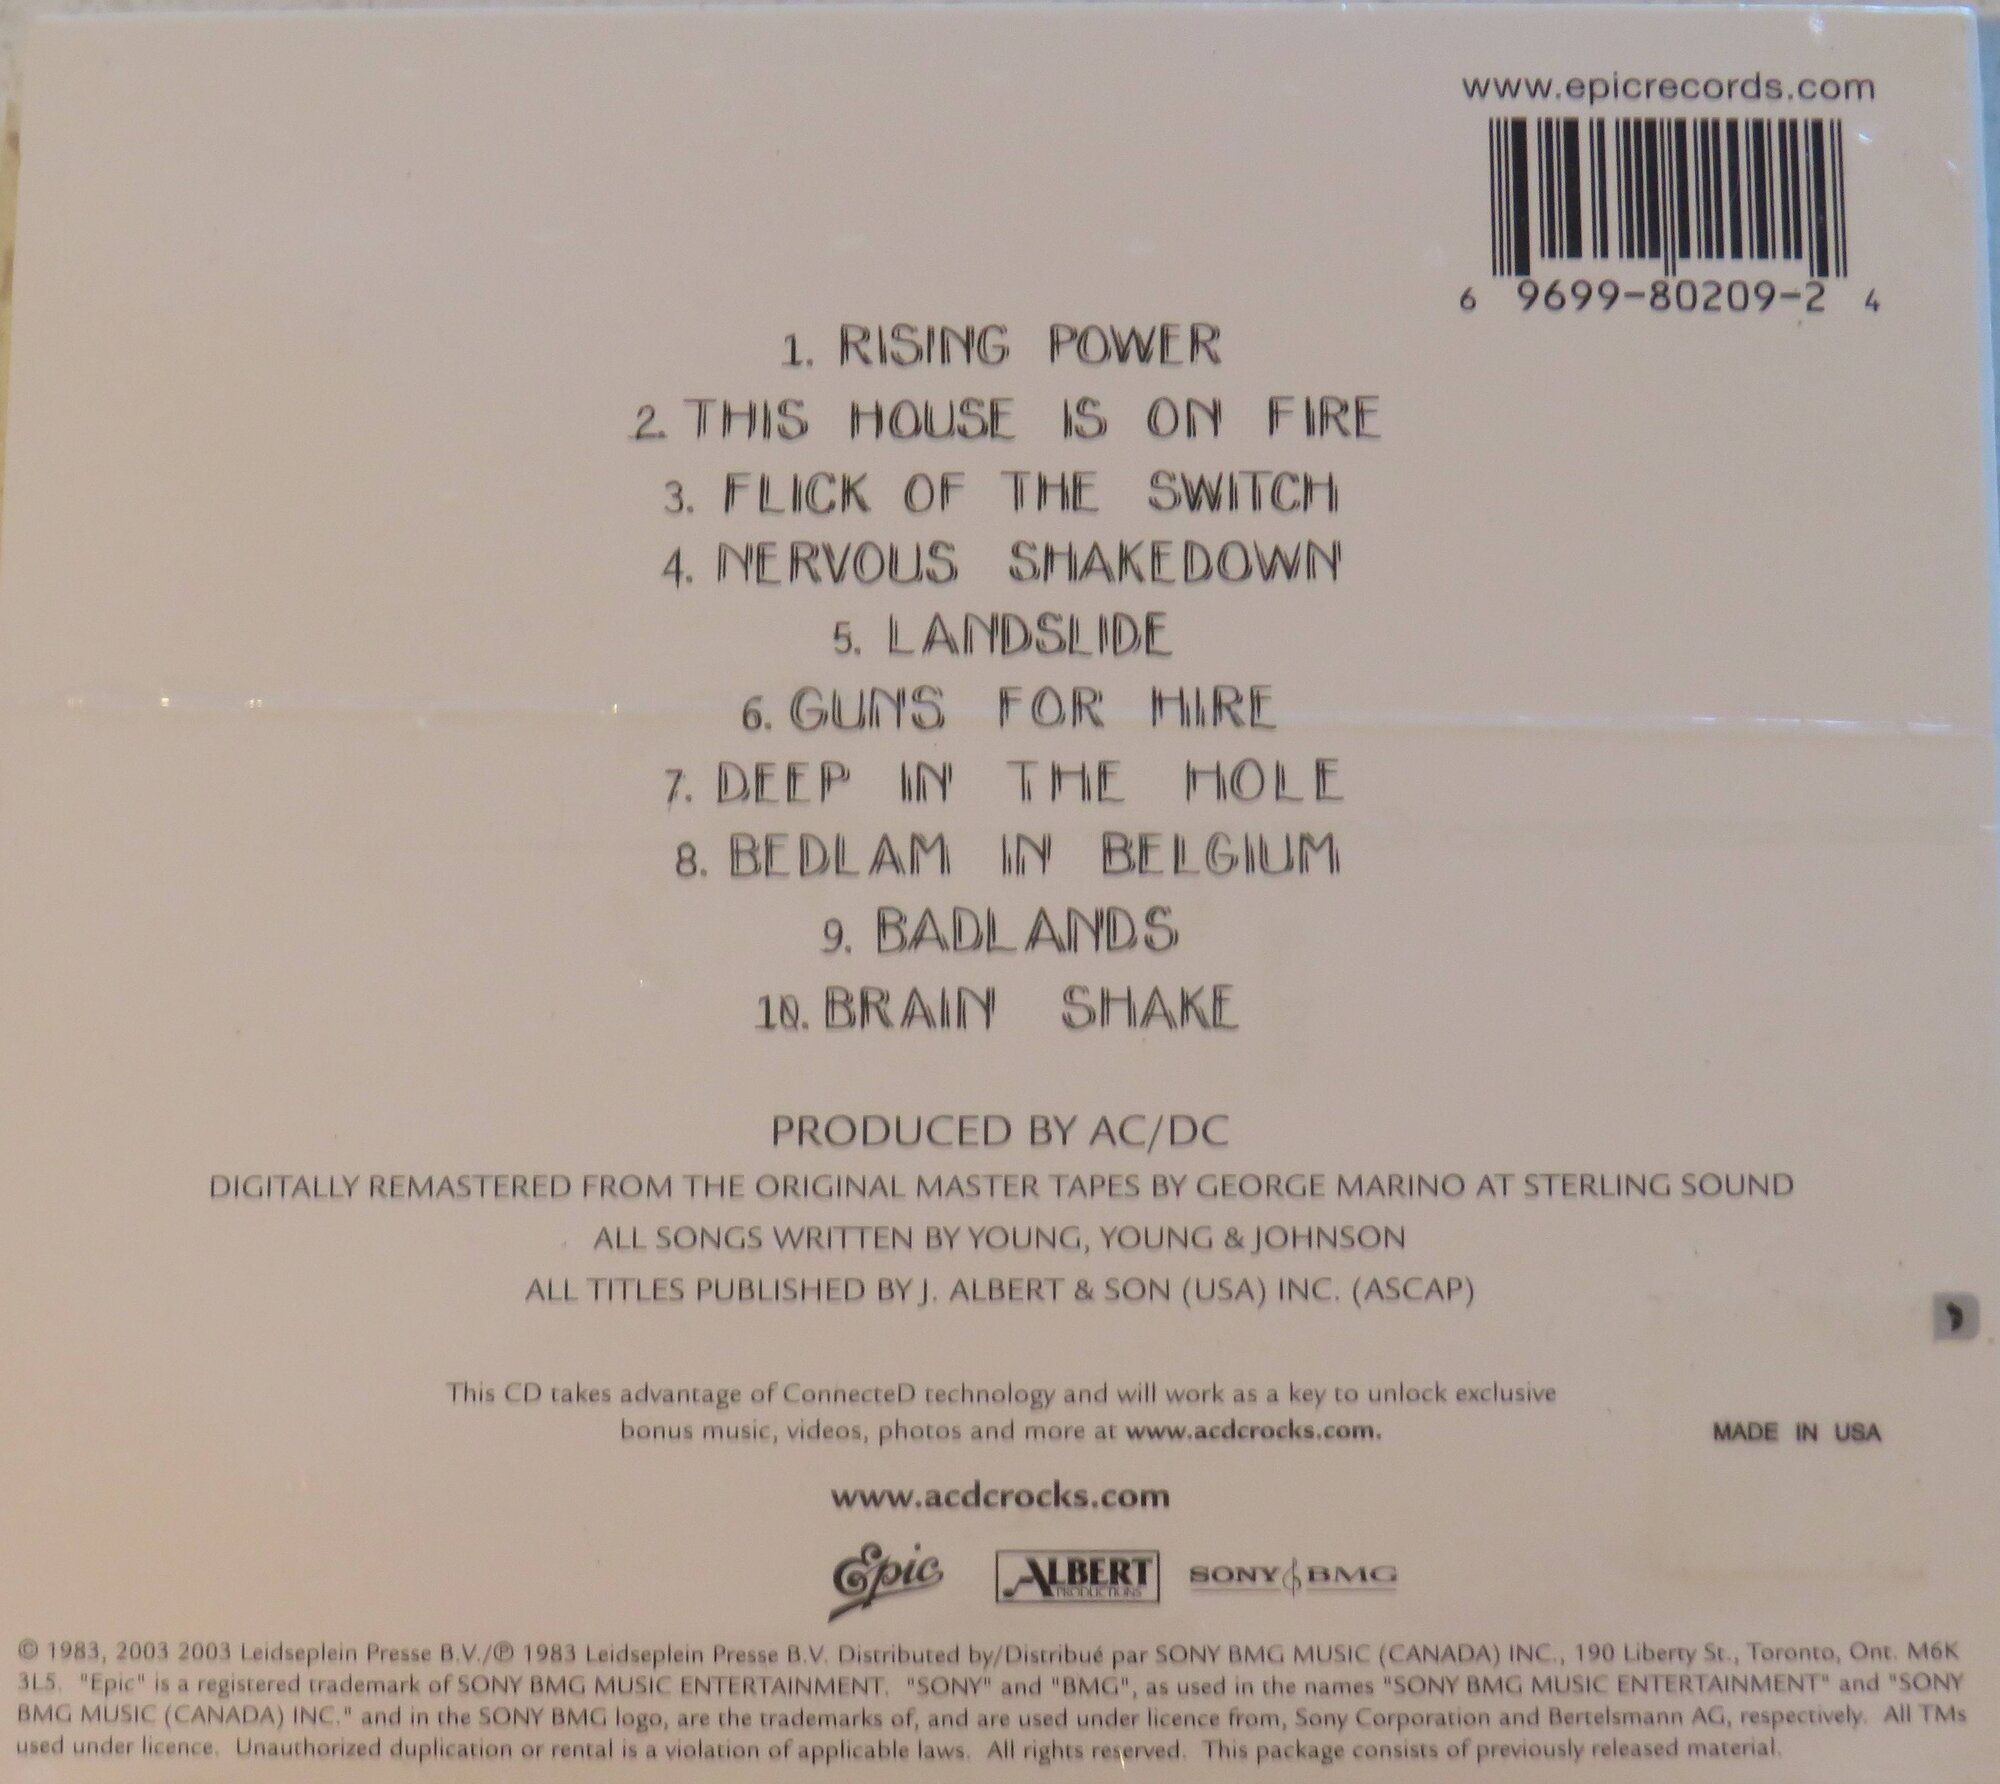 www.epicrecords.com
6 9699-80209-2 4
1. RISING POWER
2. THIS HOUSE IS ON FIRE
3. FLICK OF THE SWITCH
4. NERVOUS SHAKEDOWN
5. LANDSLIDE
6. GUNS FOR HIRE
7. DEEP IN THE HOLE
8. BEDLAM IN BELGIUM
9. BADLANDS
10. BRAIN SHAKE
PRODUCED BY AC/DC
DIGITALLY REMASTERED FROM THE ORIGINAL MASTER TAPES BY GEORGE MARINO AT STERLING SOUND
ALL SONGS WRITTEN BY YOUNG, YOUNG & JOHNSON
ALL TITLES PUBLISHED BY J. ALBERT & SON (USA) INC. (ASCAP)
This CD takes advantage of ConnecteD technology and will work as a key to unlock exclusive
bonus music, videos, photos and more at www.acdcrocks.com.
MADE IN USA
www.acdcrocks.com
Epic ALBERT PRODUCTIONS SONY BMG
© 1983, 2003 2003 Leidseplein Presse B.V./℗ 1983 Leidseplein Presse B.V. Distributed by/Distribué par SONY BMG MUSIC (CANADA) INC., 190 Liberty St., Toronto, Ont. M6K
3L5. "Epic" is a registered trademark of SONY BMG MUSIC ENTERTAINMENT. "SONY" and "BMG", as used in the names "SONY BMG MUSIC ENTERTAINMENT" and "SONY
BMG MUSIC (CANADA) INC." and in the SONY BMG logo, are the trademarks of, and are used under licence from, Sony Corporation and Bertelsmann AG, respectively. All TMs
used under licence. Unauthorized duplication or rental is a violation of applicable laws. All rights reserved. This package consists of previously released material.